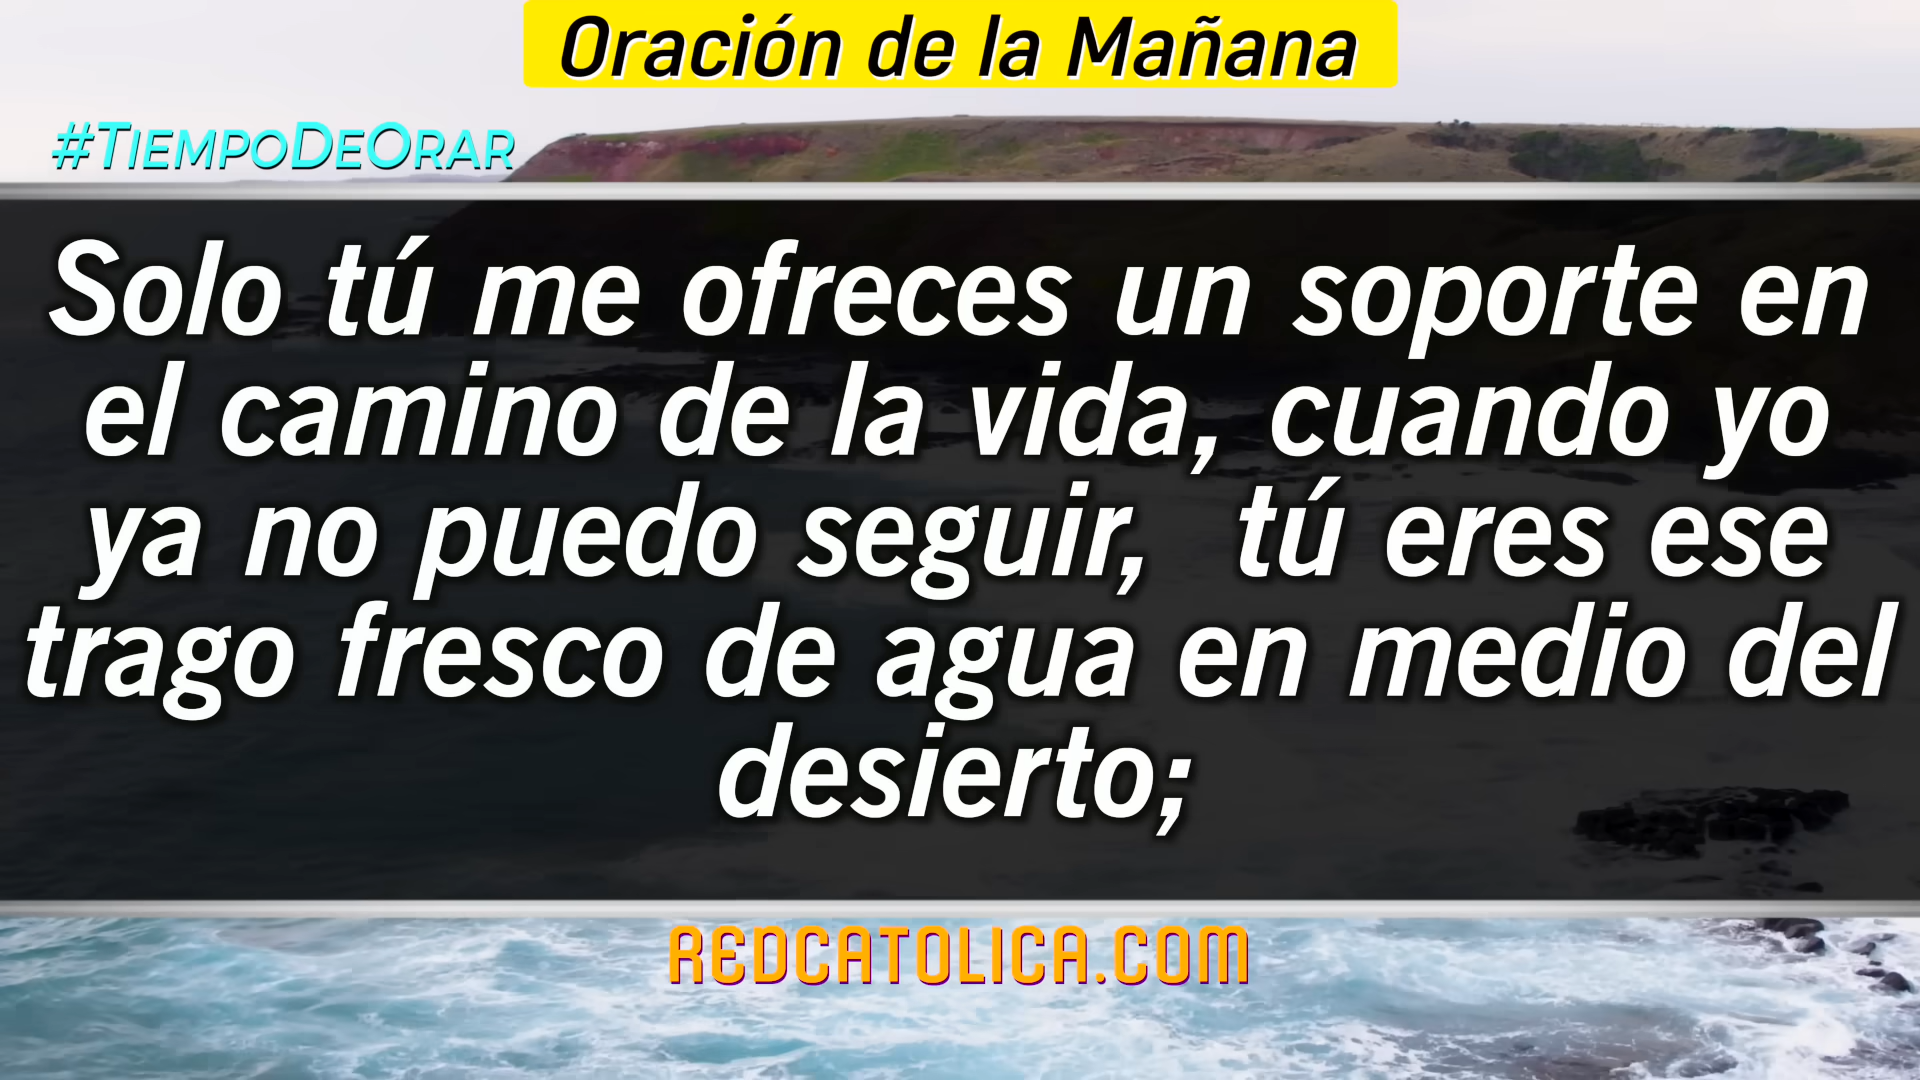 Oración de la Mañana
#TiempoDeOrar
Solo tú me ofreces un soporte en
el camino de la vida, cuando yo
ya no puedo seguir,  tú eres ese
trago fresco de agua en medio del
desierto;
REDCATOLICA.COM